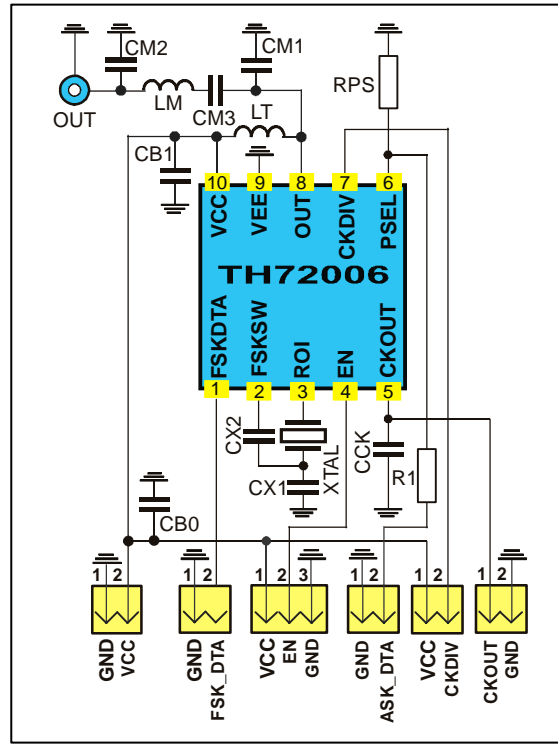 CM2
CM1
RPS
OUT
LM
CM3
LT
CB1
10
9
8
7
6
VCC
VEE
OUT
CKDIV
PSEL
TH72006
FSKDTA
FSKSW
ROI
EN
CKOUT
1
2
3
4
5
CX2
CX1
XTAL
CCK
R1
CB0
1 2
1 2
1 2 3
1 2
1 2
1 2
GND
VCC
GND
FSK_DTA
VCC
EN
GND
GND
ASK_DTA
VCC
CKDIV
CKOUT
GND